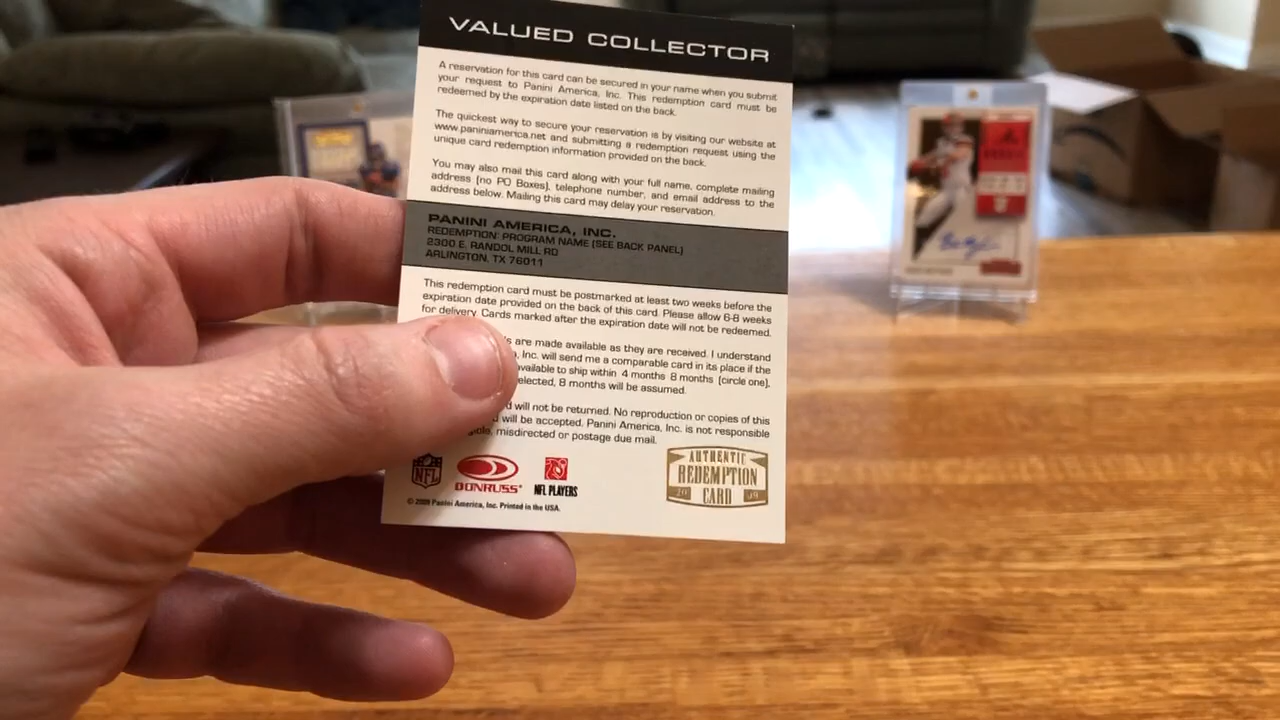 VALUED COLLECTOR
A reservation for this card can be secured in your name when you submit
your request to Panini America, Inc. This redemption card must be
redeemed by the expiration date listed on the back.
The quickest way to secure your reservation is by visiting our website at
www.paniniamerica.net and submitting a redemption request using the
unique card redemption information provided on the back.
You may also mail this card along with your full name, complete mailing
address (no PO Boxes), telephone number, and email address to the
address below. Mailing this card may delay your reservation.
PANINI AMERICA, INC.
REDEMPTION: PROGRAM NAME (SEE BACK PANEL)
2300 E. RANDOL MILL RD
ARLINGTON, TX 76011
This redemption card must be postmarked at least two weeks before the
expiration date provided on the back of this card. Please allow 6-8 weeks
for delivery. Cards marked after the expiration date will not be redeemed.
are made available as they are received. I understand
Inc. will send me a comparable card in its place if the
available to ship within 4 months 8 months (circle one),
elected, 8 months will be assumed.
will not be returned. No reproduction or copies of this
will be accepted. Panini America, Inc. is not responsible
misdirected or postage due mail.
NFL
DONRUSS
NFL PLAYERS
AUTHENTIC
REDEMPTION
20 CARD 09
© 2009 Panini America, Inc. Printed in the USA.